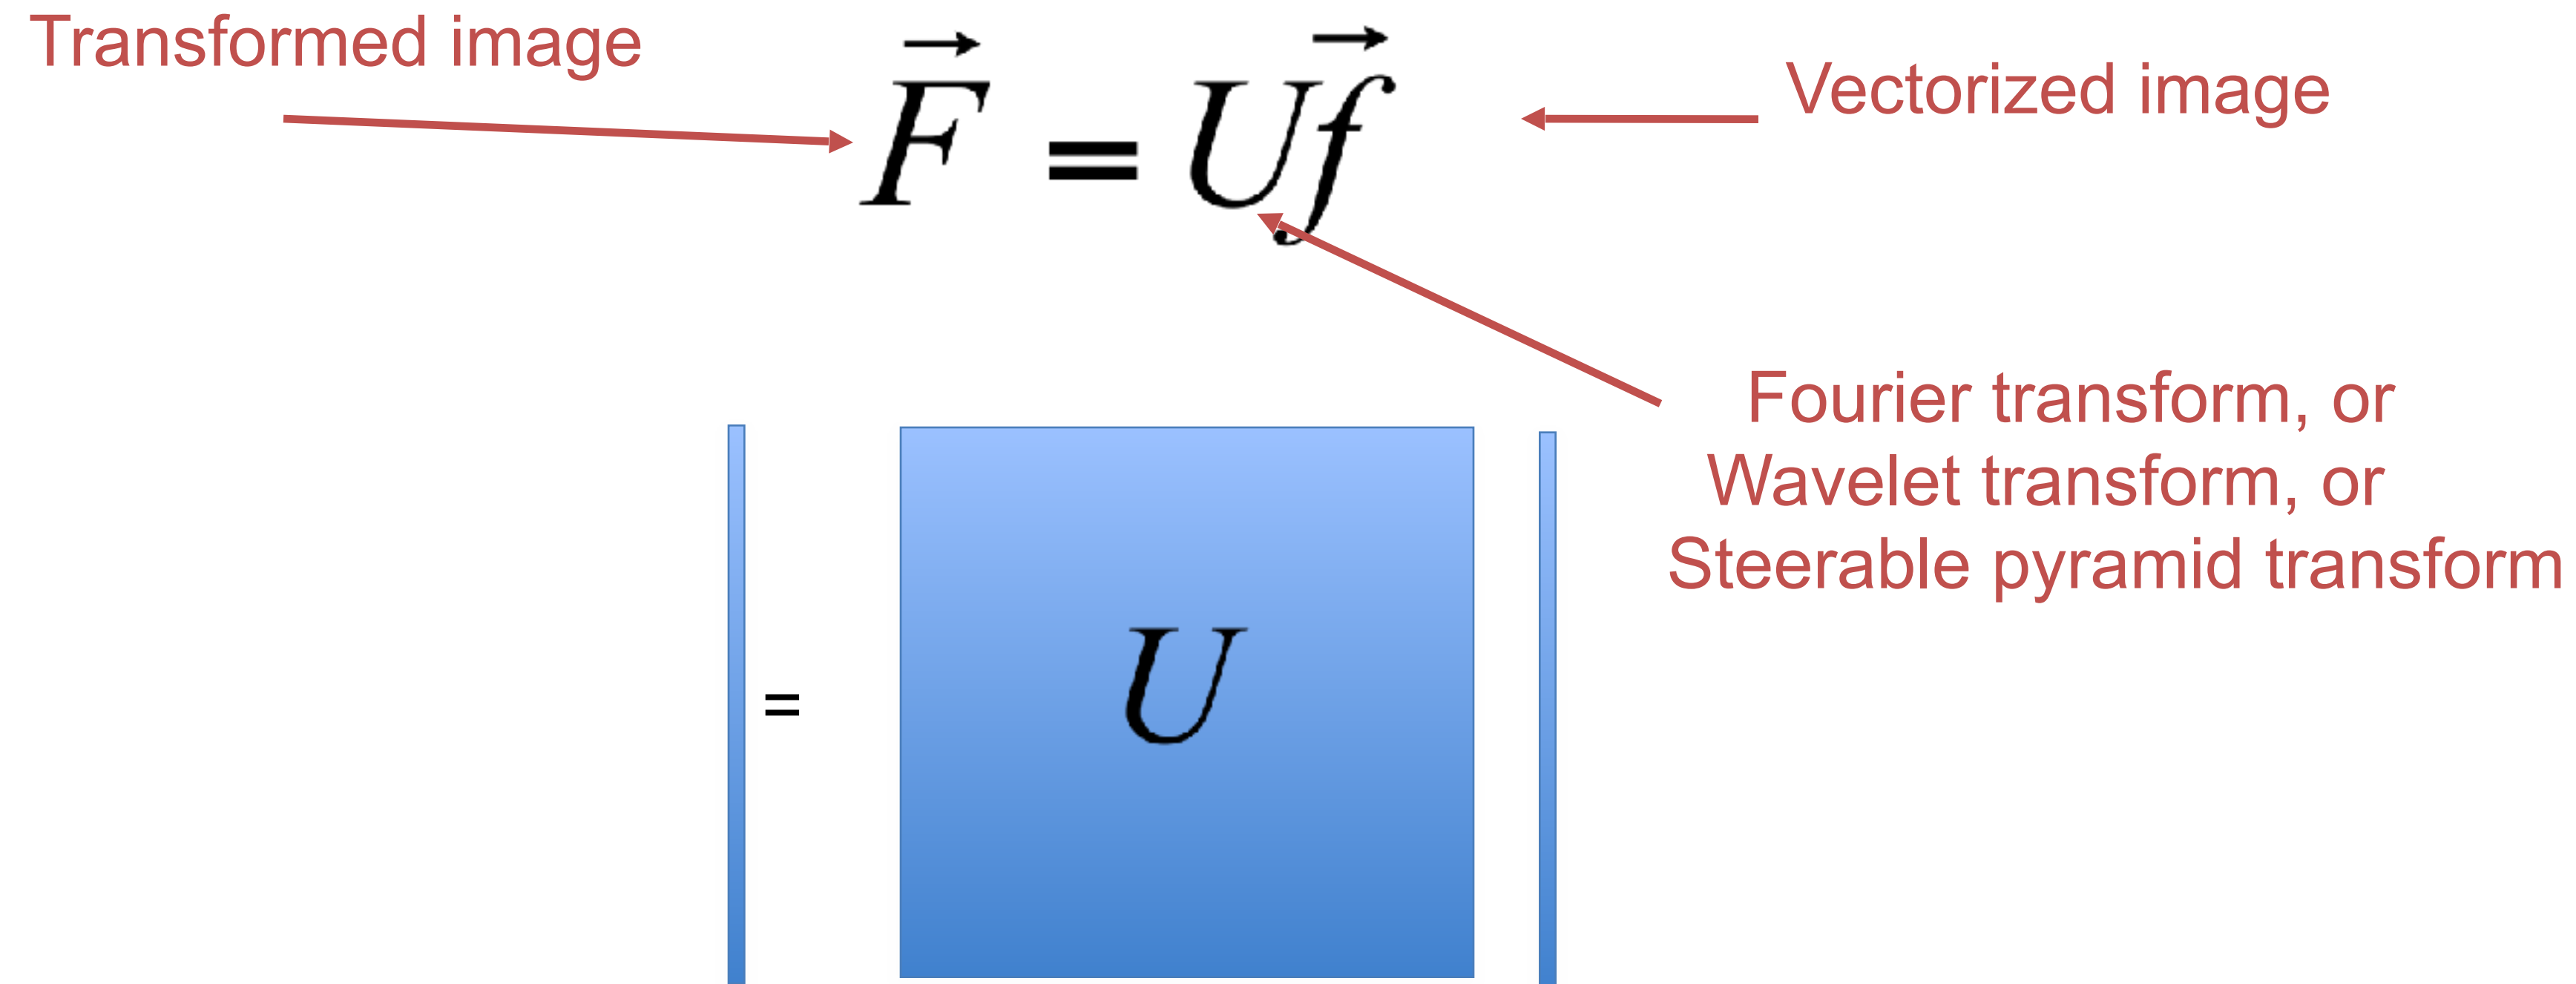 Transformed image
F⃗ = Uf⃗
Vectorized image
Fourier transform, or
Wavelet transform, or
Steerable pyramid transform
=
U